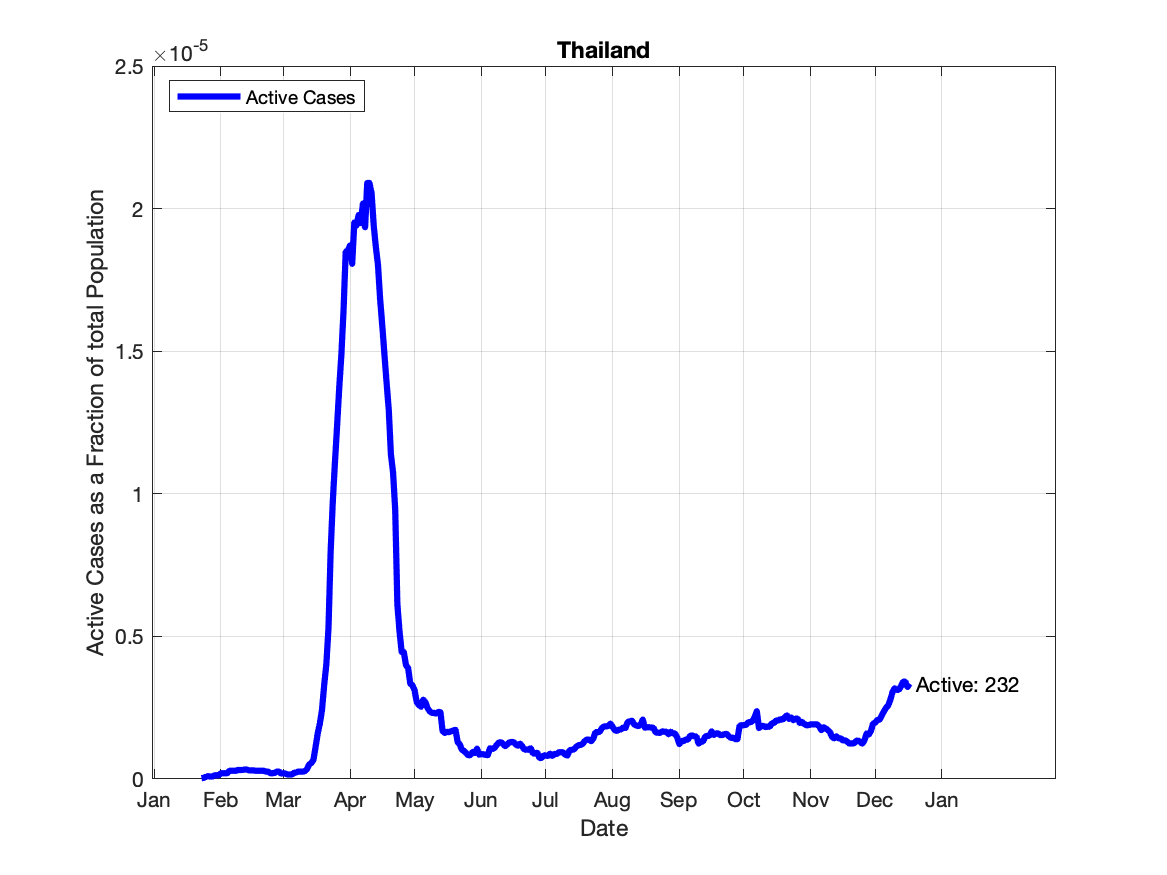 Thailand
×10-5
2.5
2
1.5
1
0.5
0
Active Cases
Active Cases as a Fraction of total Population
Active: 232
Jan Feb Mar Apr May Jun Jul Aug Sep Oct Nov Dec Jan
Date